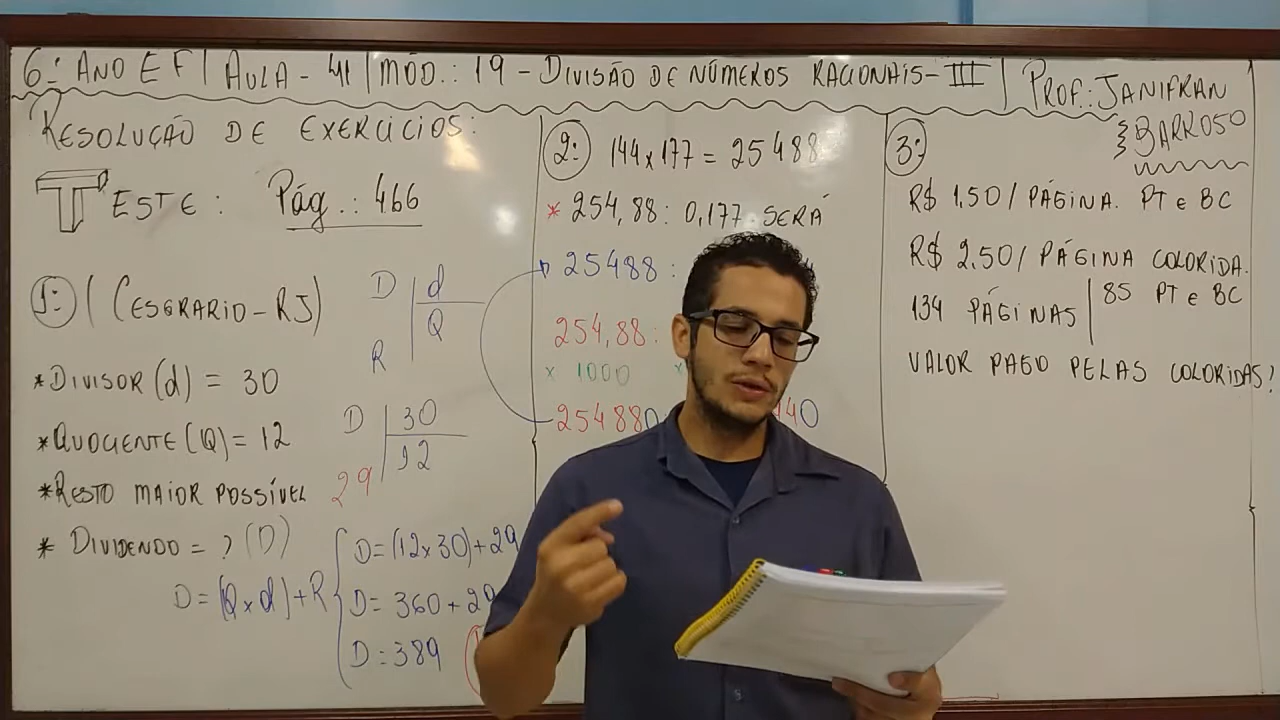 6º ANO E F | AULA - 41 | MÓD.: 19 - DIVISÃO DE NÚMEROS RACIONAIS - III | PROF.: JANIFRAN BARROSO
RESOLUÇÃO DE EXERCÍCIOS:
TESTE: Pág.: 466
1:) (CESGRARIO - RJ)
D | d
Q
R
* DIVISOR (d) = 30
* QUOCIENTE (Q) = 12
D | 30
12
29
* RESTO MAIOR POSSÍVEL
* DIVIDENDO = ? (D)
D = (Q x d) + R
D = (12 x 30) + 29
D = 360 + 29
D = 389
2:) 144 x 177 = 25488
* 254,88 : 0,177 SERÁ
25488 :
254,88 :
x 1000 x
254880
440
3:)
R$ 1,50 / PÁGINA. PT e BC
R$ 2,50 / PÁGINA COLORIDA.
134 PÁGINAS | 85 PT e BC
VALOR PAGO PELAS COLORIDAS?